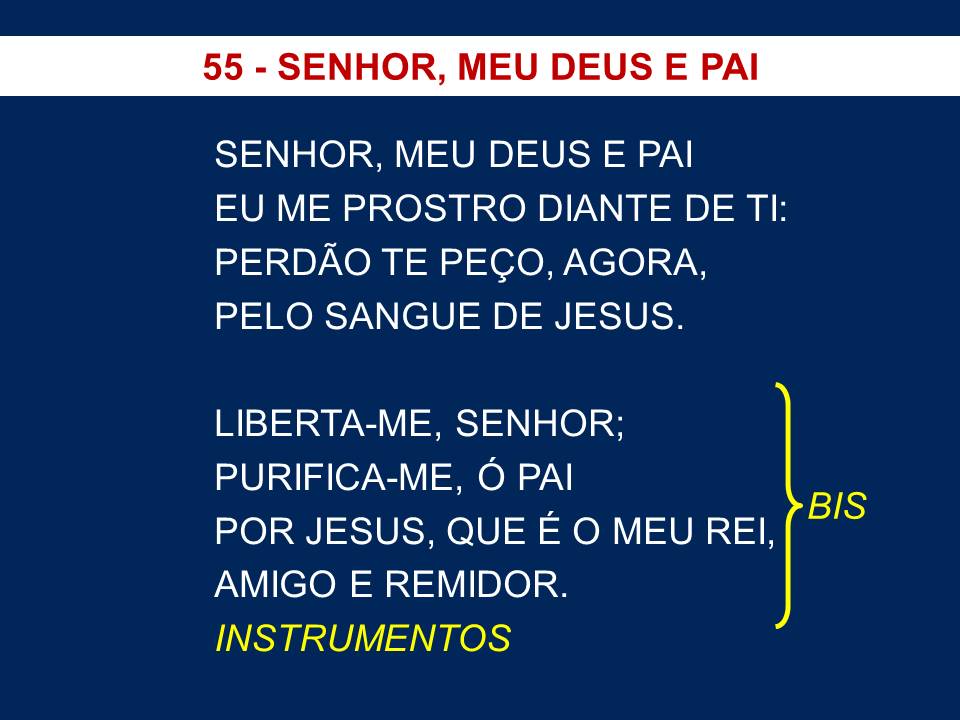 55 - SENHOR, MEU DEUS E PAI
SENHOR, MEU DEUS E PAI
EU ME PROSTRO DIANTE DE TI:
PERDÃO TE PEÇO, AGORA,
PELO SANGUE DE JESUS.
LIBERTA-ME, SENHOR;
PURIFICA-ME, Ó PAI
POR JESUS, QUE É O MEU REI,
AMIGO E REMIDOR.
BIS
INSTRUMENTOS